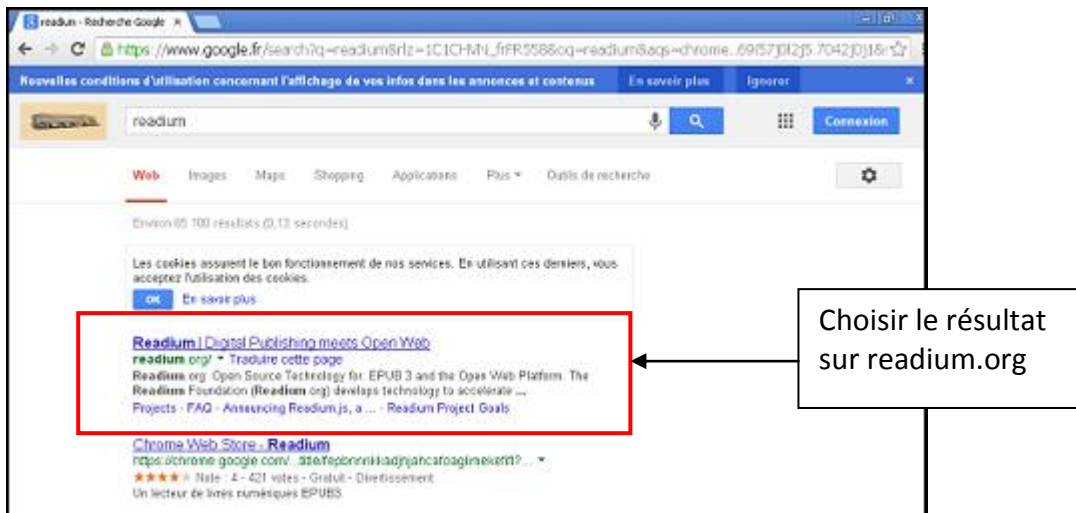 readium - Recherche Google
https://www.google.fr/search?q=readium&rlz=1C1CHMN_frFR558&oq=readium&aqs=chrome..69i57j0l2j5.7042j0j1&
Nouvelles conditions d'utilisation concernant l'affichage de vos infos dans les annonces et contenus En savoir plus Ignorer
readium Connexion
Web Images Maps Shopping Applications Plus Outils de recherche
Environ 65 100 résultats (0,13 secondes)
Les cookies assurent le bon fonctionnement de nos services. En utilisant ces derniers, vous
acceptez l'utilisation des cookies.
OK En savoir plus
Readium | Digital Publishing meets Open Web
readium.org/ Traduire cette page
Readium.org: Open Source Technology for: EPUB 3 and the Open Web Platform. The
Readium Foundation (Readium.org) develops technology to accelerate ...
Projects - FAQ - Announcing Readium.js, a ... - Readium Project Goals
Chrome Web Store - Readium
https://chrome.google.com/...
Note : 4 - 421 votes - Gratuit - Divertissement
Un lecteur de livres numériques EPUB3.
Choisir le résultat
sur readium.org